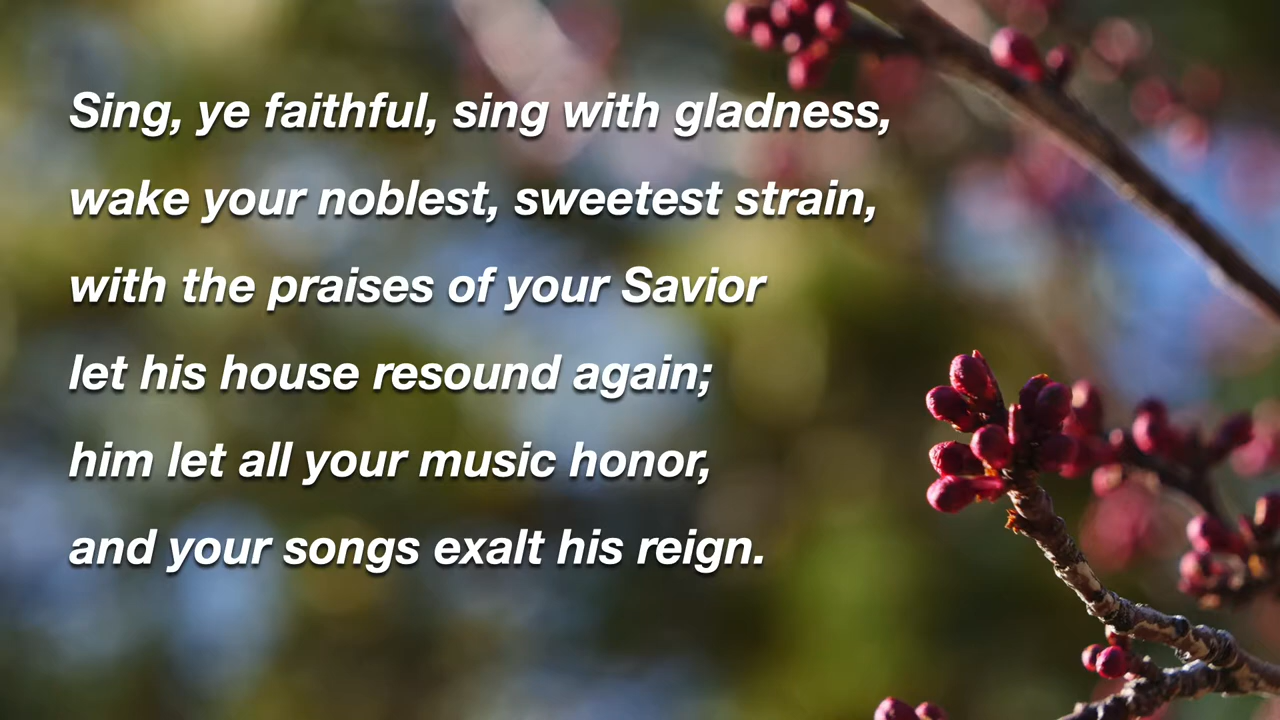 Sing, ye faithful, sing with gladness,
wake your noblest, sweetest strain,
with the praises of your Savior
let his house resound again;
him let all your music honor,
and your songs exalt his reign.